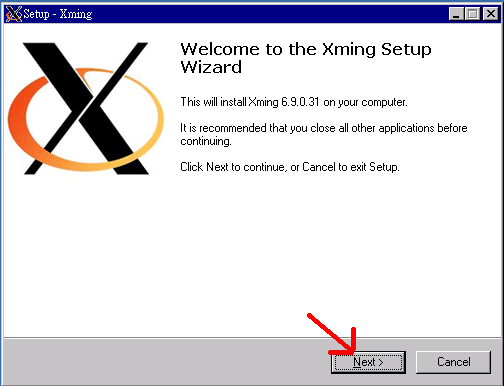 Setup - Xming
Welcome to the Xming Setup
Wizard
This will install Xming 6.9.0.31 on your computer.
It is recommended that you close all other applications before
continuing.
Click Next to continue, or Cancel to exit Setup.
Next >
Cancel